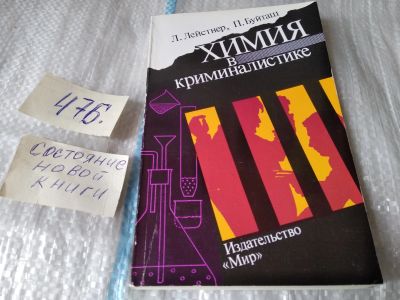 Л. Лейстнер, П. Буйташ
ХИМИЯ
в
криминалистике
Издательство
«Мир»
476.
СОСТОЯНИЕ
НОВОЙ
КНИГИ